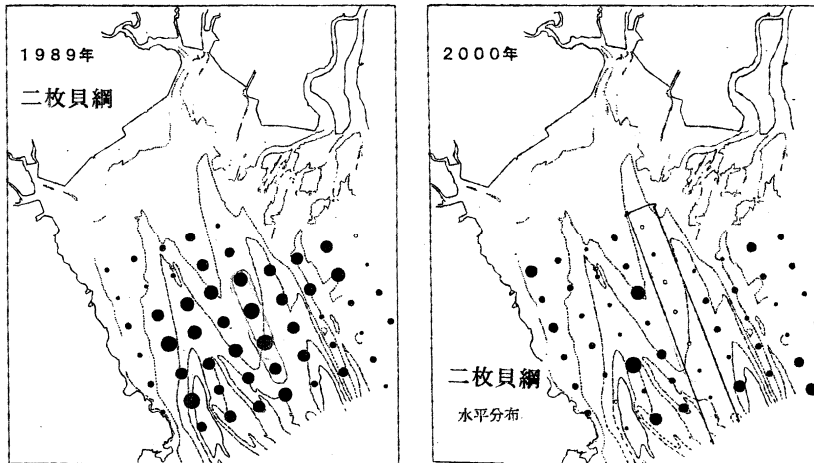 1989年
二枚貝綱
2000年
二枚貝綱
水平分布